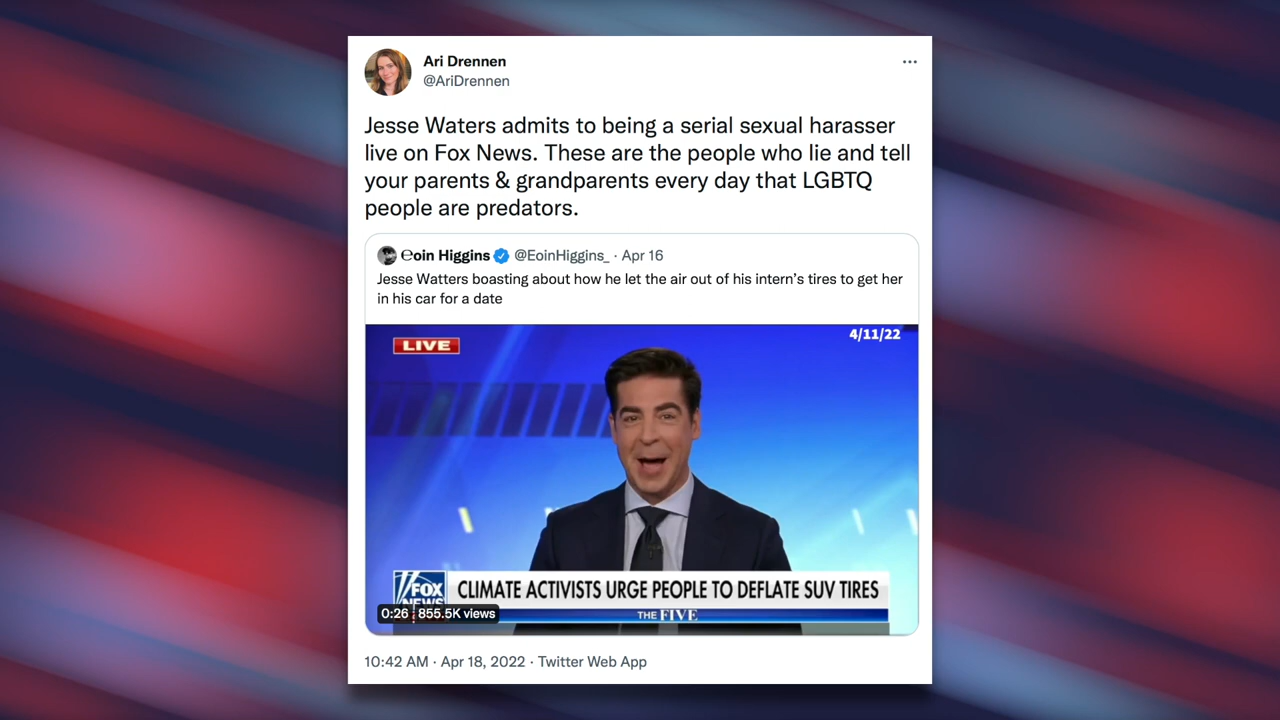 Ari Drennen
@AriDrennen
Jesse Waters admits to being a serial sexual harasser
live on Fox News. These are the people who lie and tell
your parents & grandparents every day that LGBTQ
people are predators.
℮oin Higgins @EoinHiggins_ · Apr 16
Jesse Watters boasting about how he let the air out of his intern's tires to get her
in his car for a date
LIVE
4/11/22
FOX
NEWS
CLIMATE ACTIVISTS URGE PEOPLE TO DEFLATE SUV TIRES
0:26 855.5K views
THE FIVE
10:42 AM · Apr 18, 2022 · Twitter Web App